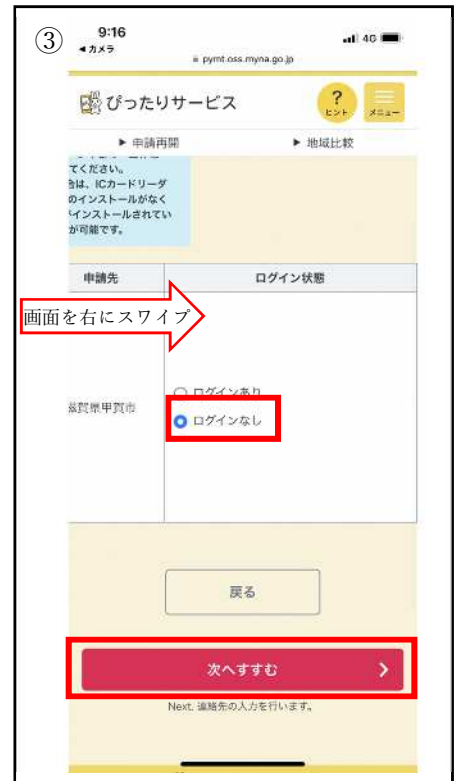 ③
9:16
◀カメラ
4G
pymt.oss.myna.go.jp
ぴったりサービス
?
ヒント
メニュー
▶ 申請再開
▶ 地域比較
てください。
合は、ICカードリーダ
のインストールがなく
がインストールされてい
が可能です。
申請先
ログイン状態
画面を右にスワイプ
ログインあり
滋賀県甲賀市
ログインなし
戻る
次へすすむ
Next. 連絡先の入力を行います。